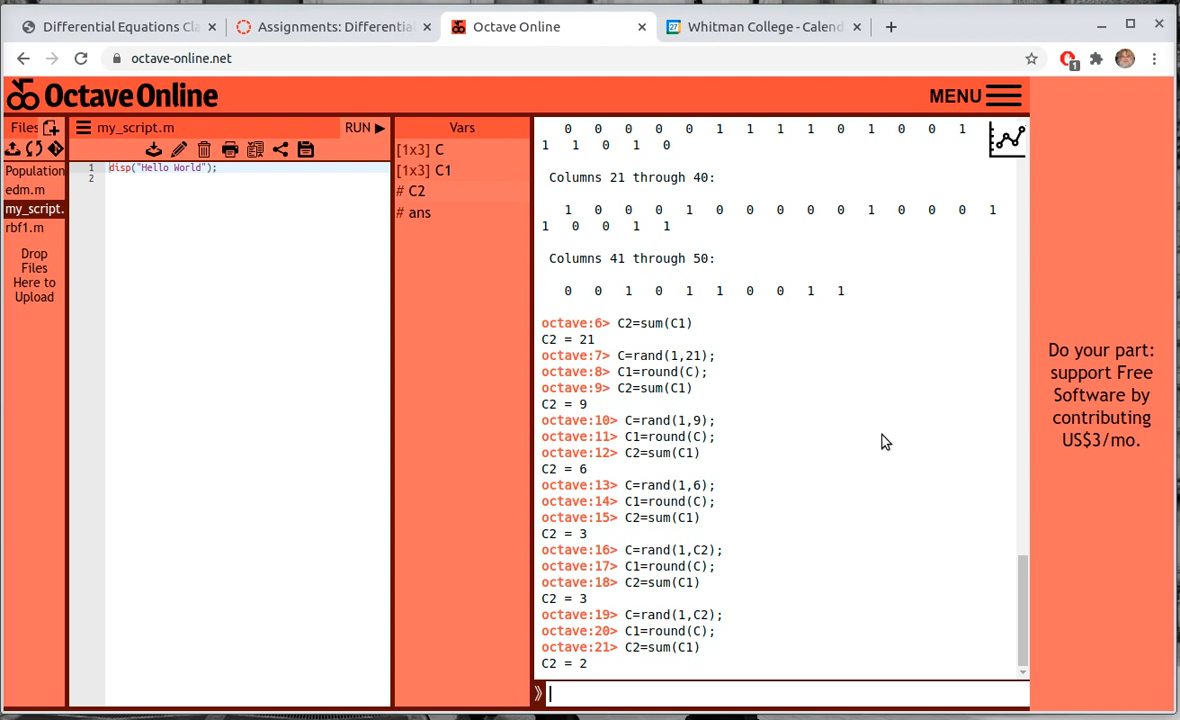 Differential Equations Cla
Assignments: Differentia
Octave Online
Whitman College - Calend
octave-online.net
1
OctaveOnline
MENU
Files
my_script.m
RUN
Vars
Population
edm.m
my_script.
rbf1.m
Drop
Files
Here to
Upload
1 disp("Hello World");
2
[1x3] C
[1x3] C1
# C2
# ans
0 0 0 0 0 1 1 1 1 0 1 0 0 1
1 1 0 1 0
Columns 21 through 40:
1 0 0 0 1 0 0 0 0 0 1 0 0 0 1
1 0 0 1 1
Columns 41 through 50:
0 0 1 0 1 1 0 0 1 1
octave:6> C2=sum(C1)
C2 = 21
octave:7> C=rand(1,21);
octave:8> C1=round(C);
octave:9> C2=sum(C1)
C2 = 9
octave:10> C=rand(1,9);
octave:11> C1=round(C);
octave:12> C2=sum(C1)
C2 = 6
octave:13> C=rand(1,6);
octave:14> C1=round(C);
octave:15> C2=sum(C1)
C2 = 3
octave:16> C=rand(1,C2);
octave:17> C1=round(C);
octave:18> C2=sum(C1)
C2 = 3
octave:19> C=rand(1,C2);
octave:20> C1=round(C);
octave:21> C2=sum(C1)
C2 = 2
Do your part:
support Free
Software by
contributing
US$3/mo.